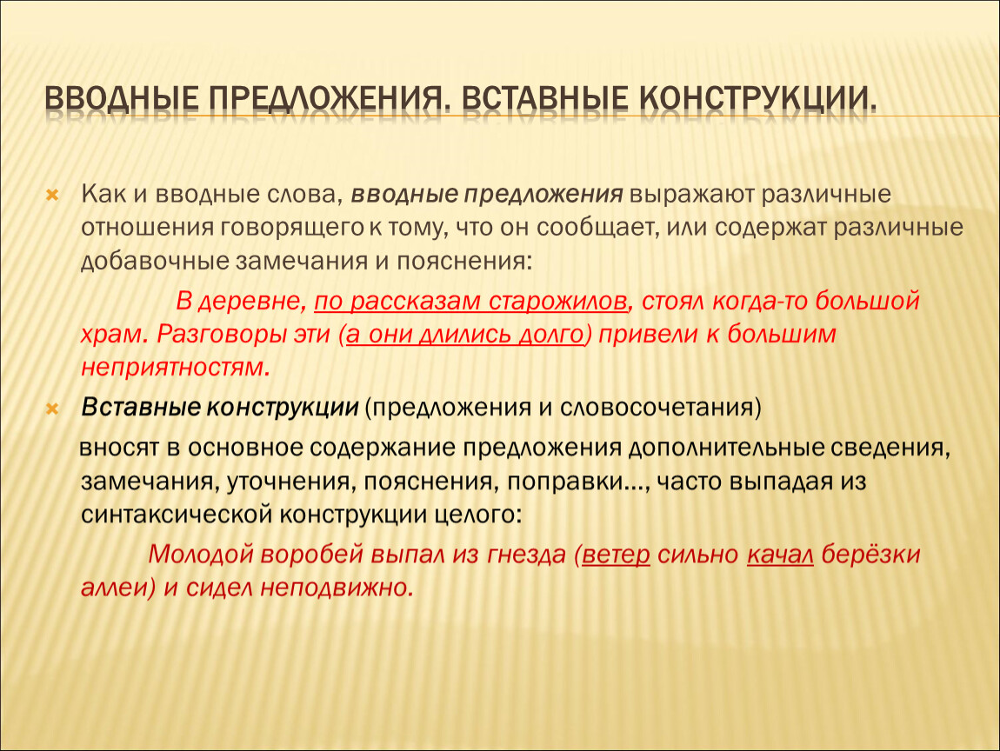 ВВОДНЫЕ ПРЕДЛОЖЕНИЯ. ВСТАВНЫЕ КОНСТРУКЦИИ.
Как и вводные слова, вводные предложения выражают различные
отношения говорящего к тому, что он сообщает, или содержат различные
добавочные замечания и пояснения:
В деревне, по рассказам старожилов, стоял когда-то большой
храм. Разговоры эти (а они длились долго) привели к большим
неприятностям.
Вставные конструкции (предложения и словосочетания)
вносят в основное содержание предложения дополнительные сведения,
замечания, уточнения, пояснения, поправки…, часто выпадая из
синтаксической конструкции целого:
Молодой воробей выпал из гнезда (ветер сильно качал берёзки
аллеи) и сидел неподвижно.